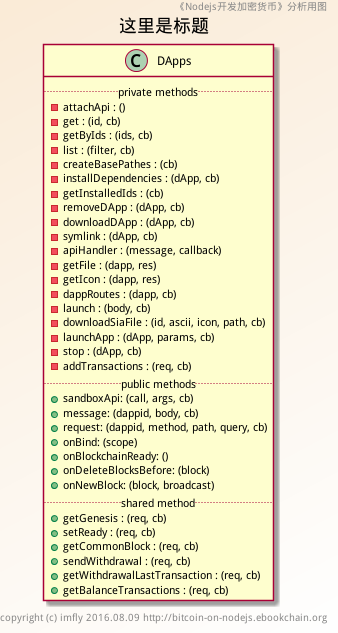 《Nodejs开发加密货币》分析用图
这里是标题
C DApps
private methods
attachApi : ()
get : (id, cb)
getByIds : (ids, cb)
list : (filter, cb)
createBasePathes : (cb)
installDependencies : (dApp, cb)
getInstalledIds : (cb)
removeDApp : (dApp, cb)
downloadDApp : (dApp, cb)
symlink : (dApp, cb)
apiHandler : (message, callback)
getFile : (dapp, res)
getIcon : (dapp, res)
dappRoutes : (dapp, cb)
launch : (body, cb)
downloadSiaFile : (id, ascii, icon, path, cb)
launchApp : (dApp, params, cb)
stop : (dApp, cb)
addTransactions : (req, cb)
public methods
sandboxApi: (call, args, cb)
message: (dappid, body, cb)
request: (dappid, method, path, query, cb)
onBind: (scope)
onBlockchainReady: ()
onDeleteBlocksBefore: (block)
onNewBlock: (block, broadcast)
shared method
getGenesis : (req, cb)
setReady : (req, cb)
getCommonBlock : (req, cb)
sendWithdrawal : (req, cb)
getWithdrawalLastTransaction : (req, cb)
getBalanceTransactions : (req, cb)
copyright (c) imfly 2016.08.09 http://bitcoin-on-nodejs.ebookchain.org